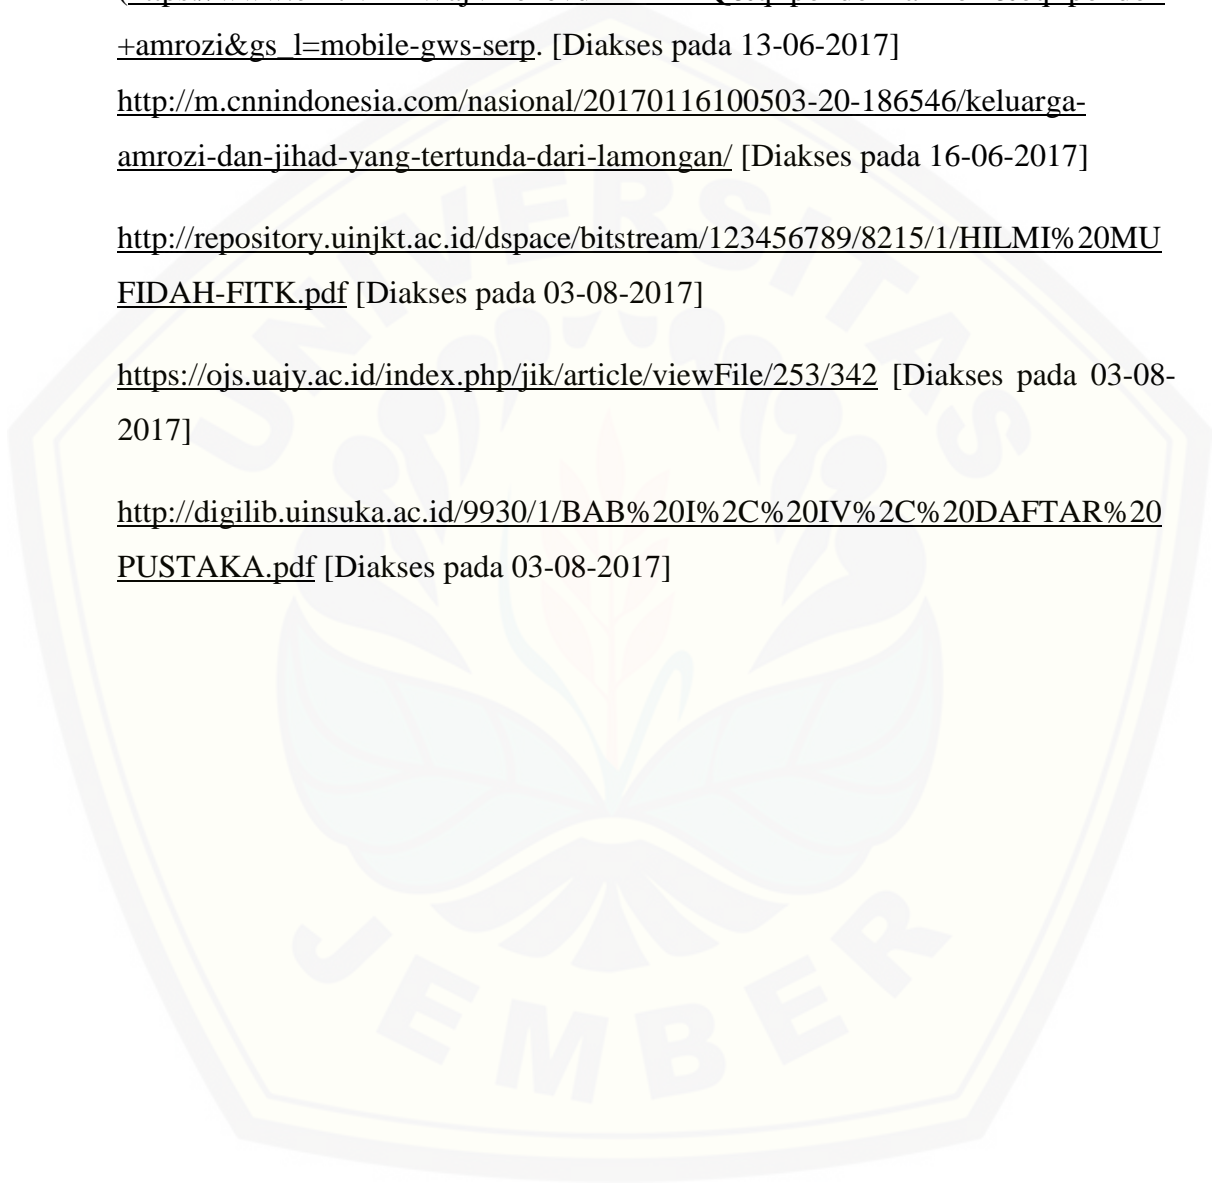 +amrozi&gs_l=mobile-gws-serp. [Diakses pada 13-06-2017]
http://m.cnnindonesia.com/nasional/20170116100503-20-186546/keluarga-
amrozi-dan-jihad-yang-tertunda-dari-lamongan/ [Diakses pada 16-06-2017]
http://repository.uinjkt.ac.id/dspace/bitstream/123456789/8215/1/HILMI%20MU
FIDAH-FITK.pdf [Diakses pada 03-08-2017]
https://ojs.uajy.ac.id/index.php/jik/article/viewFile/253/342 [Diakses pada 03-08-
2017]
http://digilib.uinsuka.ac.id/9930/1/BAB%20I%2C%20IV%2C%20DAFTAR%20
PUSTAKA.pdf [Diakses pada 03-08-2017]
UNIVERSITAS
JEMBER